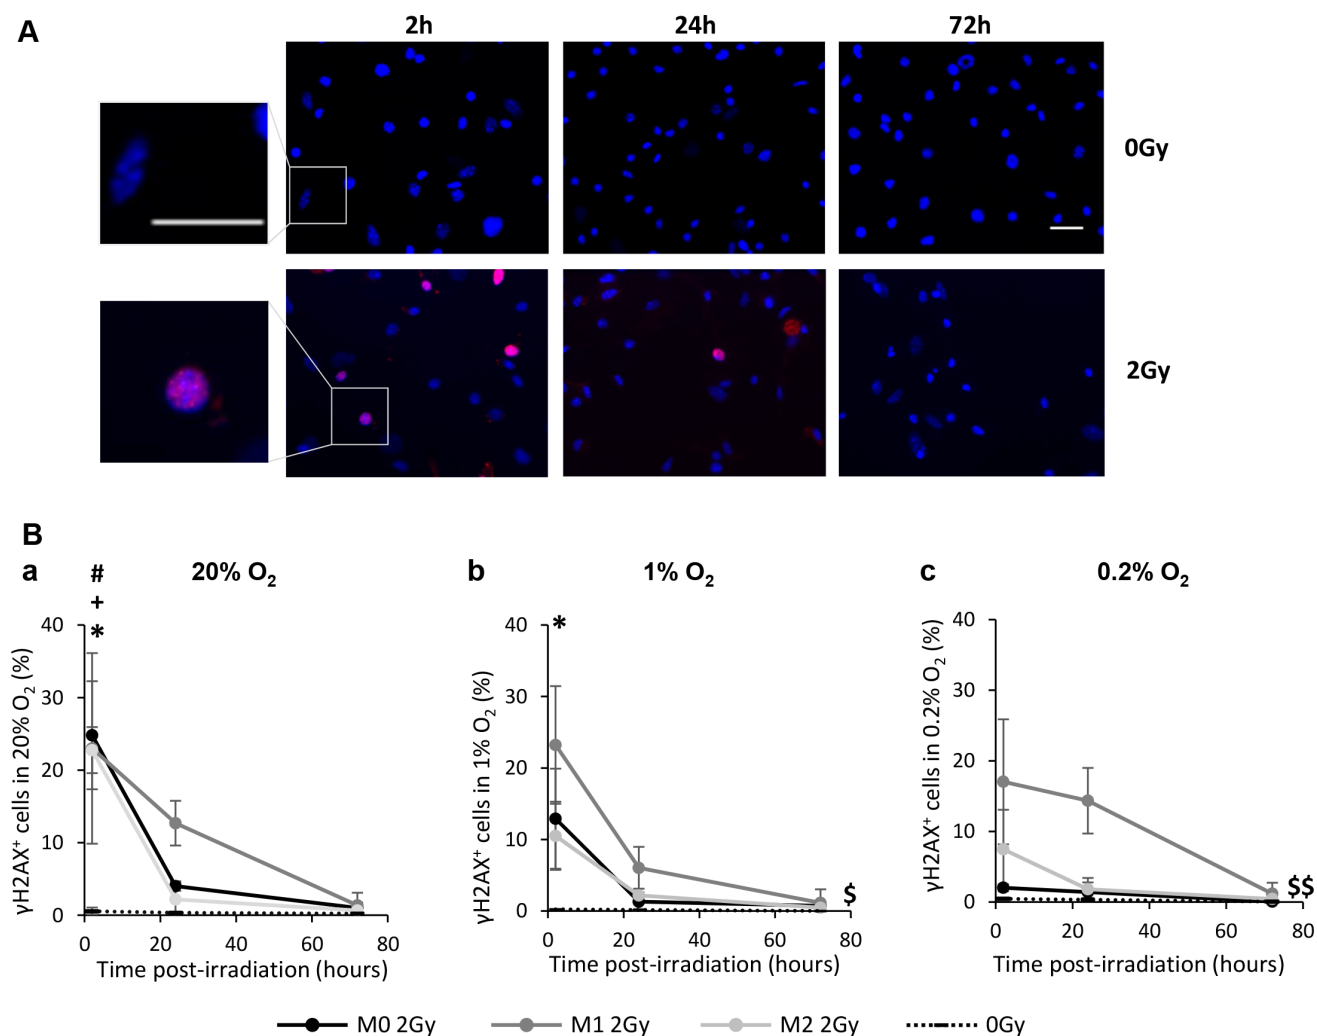 A
2h 24h 72h
0Gy
2Gy
B
a # 20% O2
+
*
γH2AX+ cells in 20% O2 (%)
40
30
20
10
0
0 20 40 60 80
Time post-irradiation (hours)
b 1% O2
*
γH2AX+ cells in 1% O2 (%)
40
30
20
10
0
$
0 20 40 60 80
Time post-irradiation (hours)
c 0.2% O2
γH2AX+ cells in 0.2% O2 (%)
40
30
20
10
0
$$
0 20 40 60 80
Time post-irradiation (hours)
M0 2Gy M1 2Gy M2 2Gy 0Gy